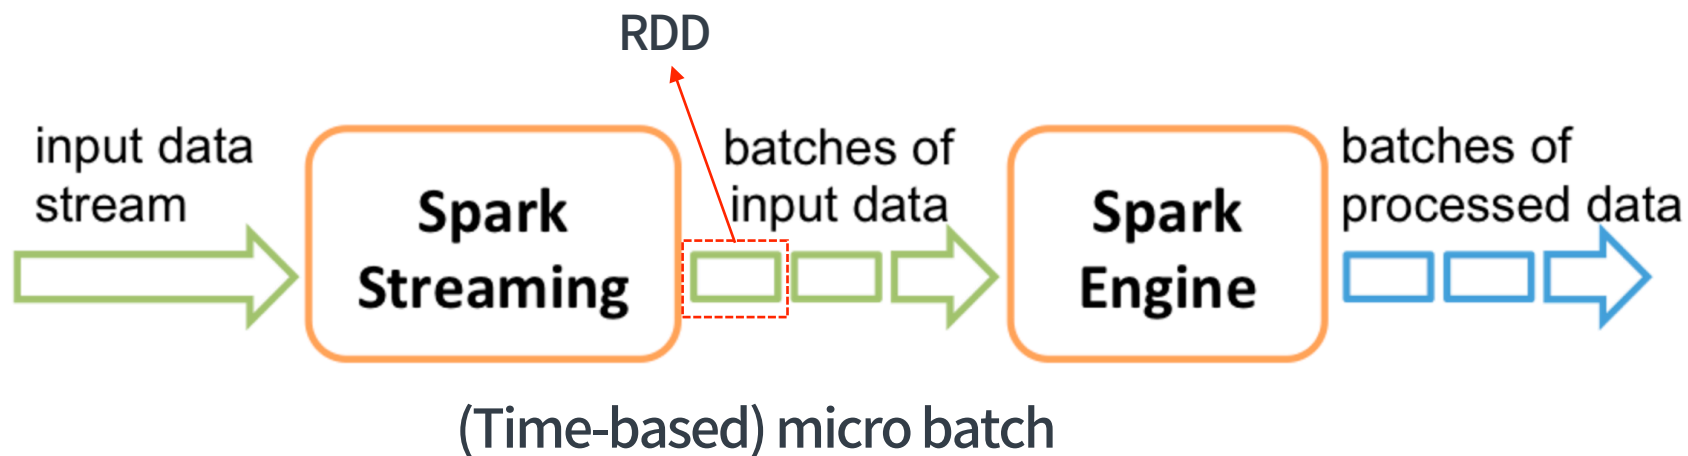 RDD
input data
stream
Spark
Streaming
batches of
input data
Spark
Engine
batches of
processed data
(Time-based) micro batch